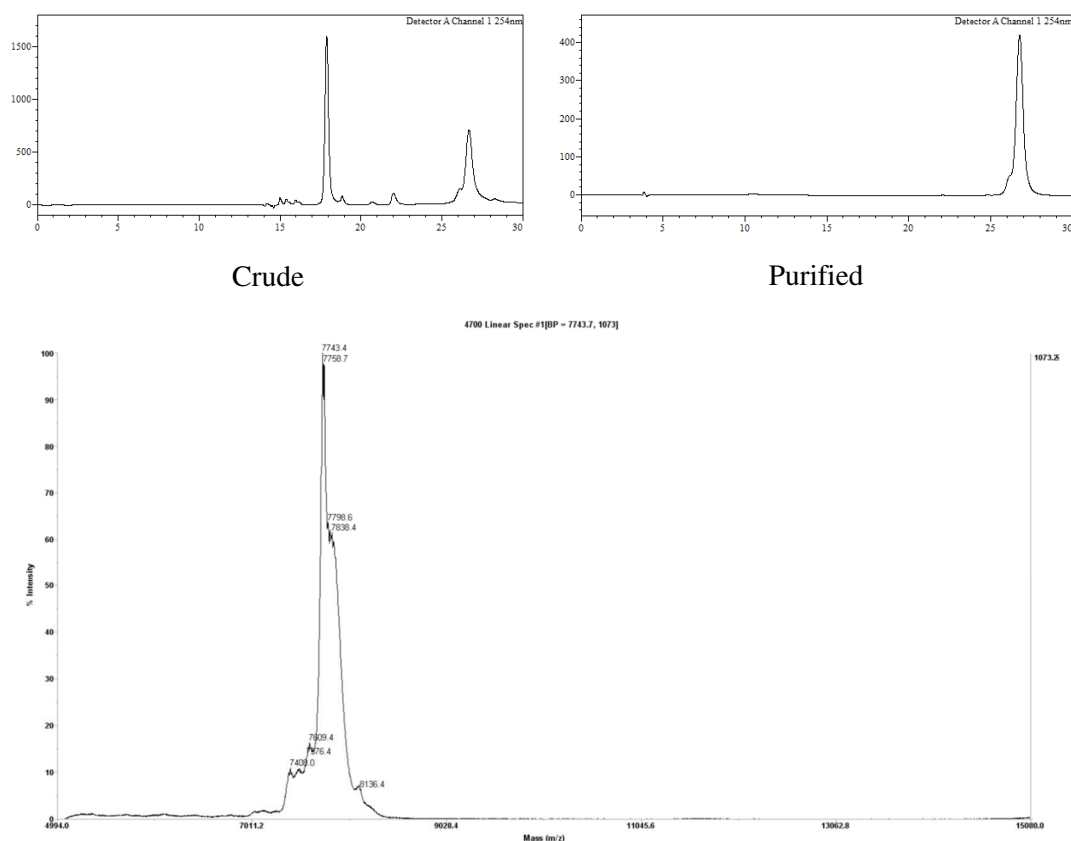 Detector A Channel 1 254nm
1500
1000
500
0
0 5 10 15 20 25 30
Crude
Detector A Channel 1 254nm
400
300
200
100
0
0 5 10 15 20 25 30
Purified
4700 Linear Spec #1[BP = 7743.7, 1073]
100
90
80
70
60
50
40
30
20
10
0
% Intensity
7743.4
7758.7
7798.6
7838.4
7609.4
576.4
7408.0
8136.4
4994.0 7011.2 9028.4 11045.6 13062.8 15080.0
Mass (m/z)